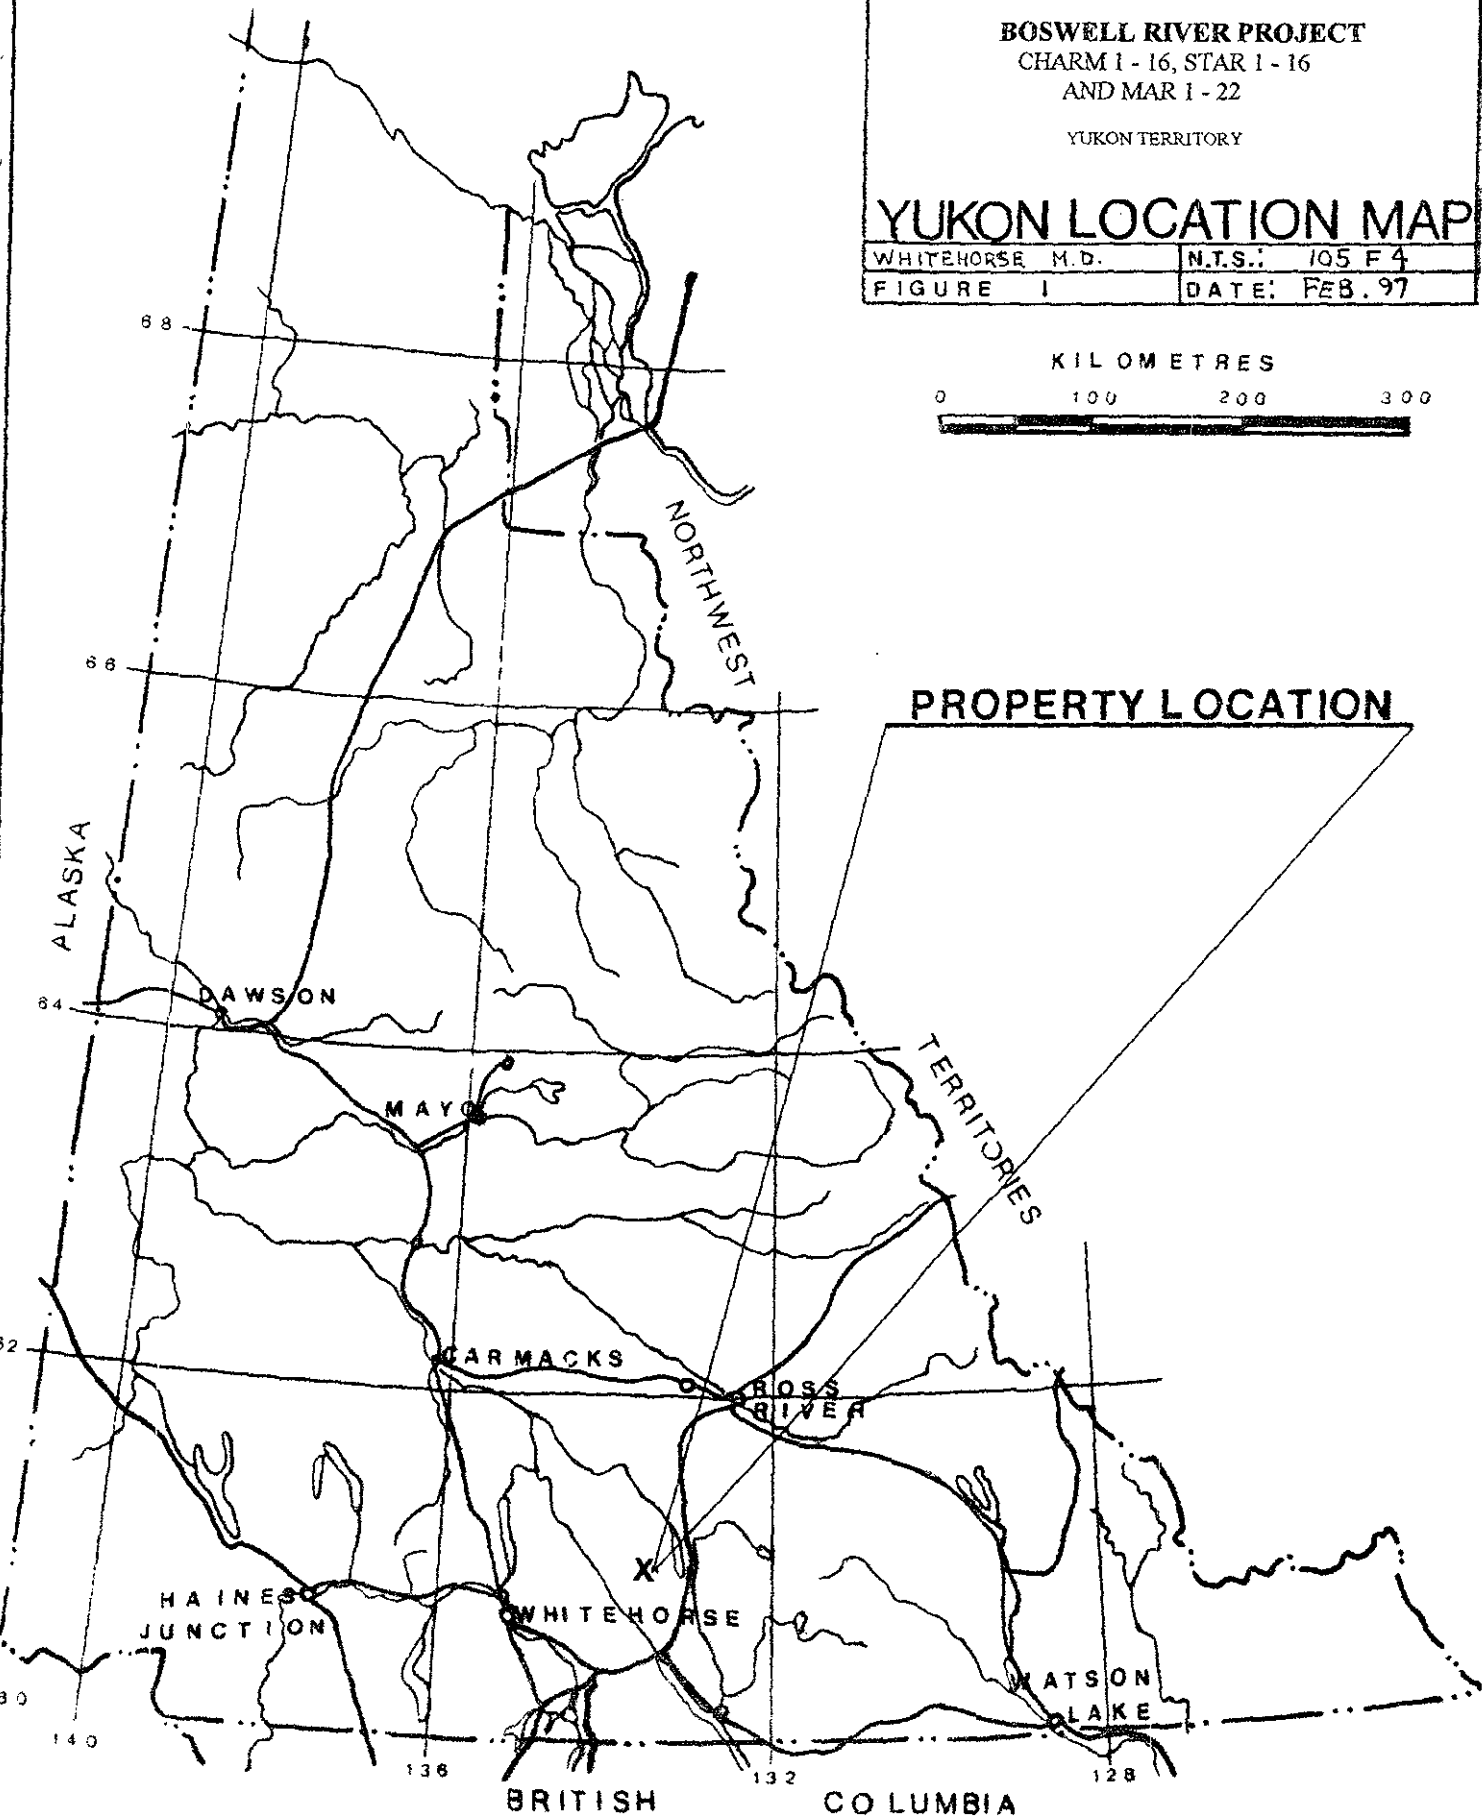 BOSWELL RIVER PROJECT
CHARM 1 - 16, STAR 1 - 16
AND MAR 1 - 22
YUKON TERRITORY
YUKON LOCATION MAP
WHITEHORSE M.D. N.T.S.: 105 F 4
FIGURE 1 DATE: FEB. 97
KILOMETRES
0 100 200 300
68
NORTHWEST
66
PROPERTY LOCATION
ALASKA
64
DAWSON
TERRITORIES
MAYO
62
CARMACKS
ROSS
RIVER
X
HAINES
JUNCTION
WHITEHORSE
WATSON
LAKE
140
136
132
128
BRITISH COLUMBIA